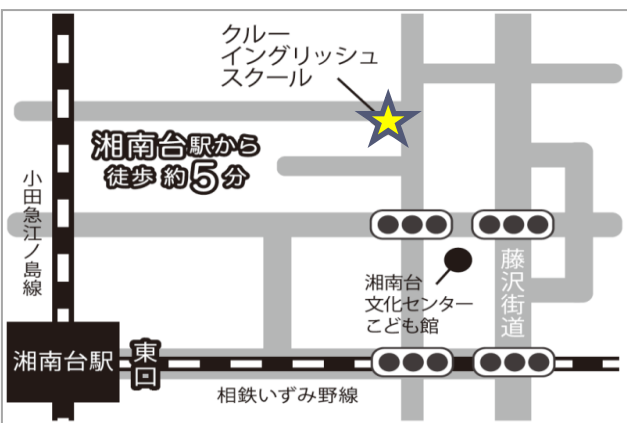 クルー
イングリッシュ
スクール
湘南台駅から
徒歩 約5分
小田急江ノ島線
湘南台
文化センター
こども館
藤沢街道
湘南台駅
東口
相鉄いずみ野線